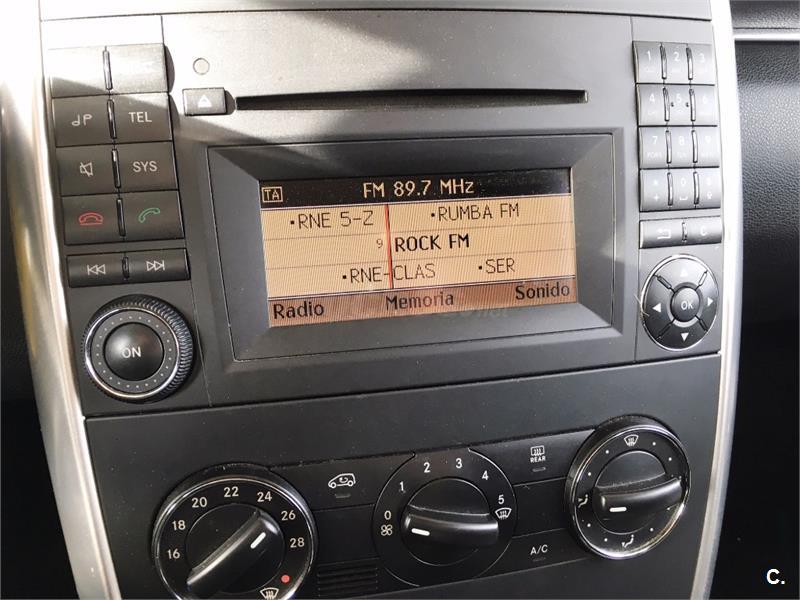 TEL
SYS
ON
TA FM 89.7 MHz
•RNE 5-Z •RUMBA FM
9 ROCK FM
•RNE-CLAS •SER
Radio Memoria Sonido
1 2 3
4 5 6
7 8 9
* 0 #
C
OK
16 18 20 22 24 26 28
0 1 2 3 4 5
REAR
A/C
C.